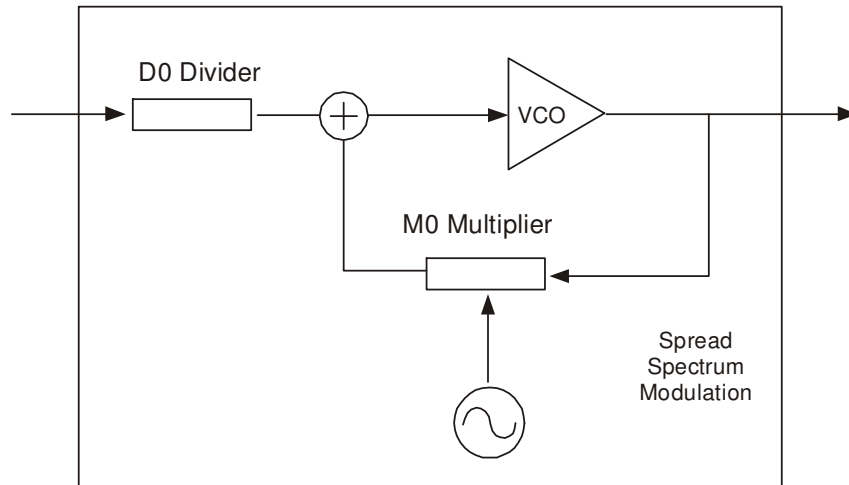 D0 Divider
VCO
M0 Multiplier
Spread
Spectrum
Modulation